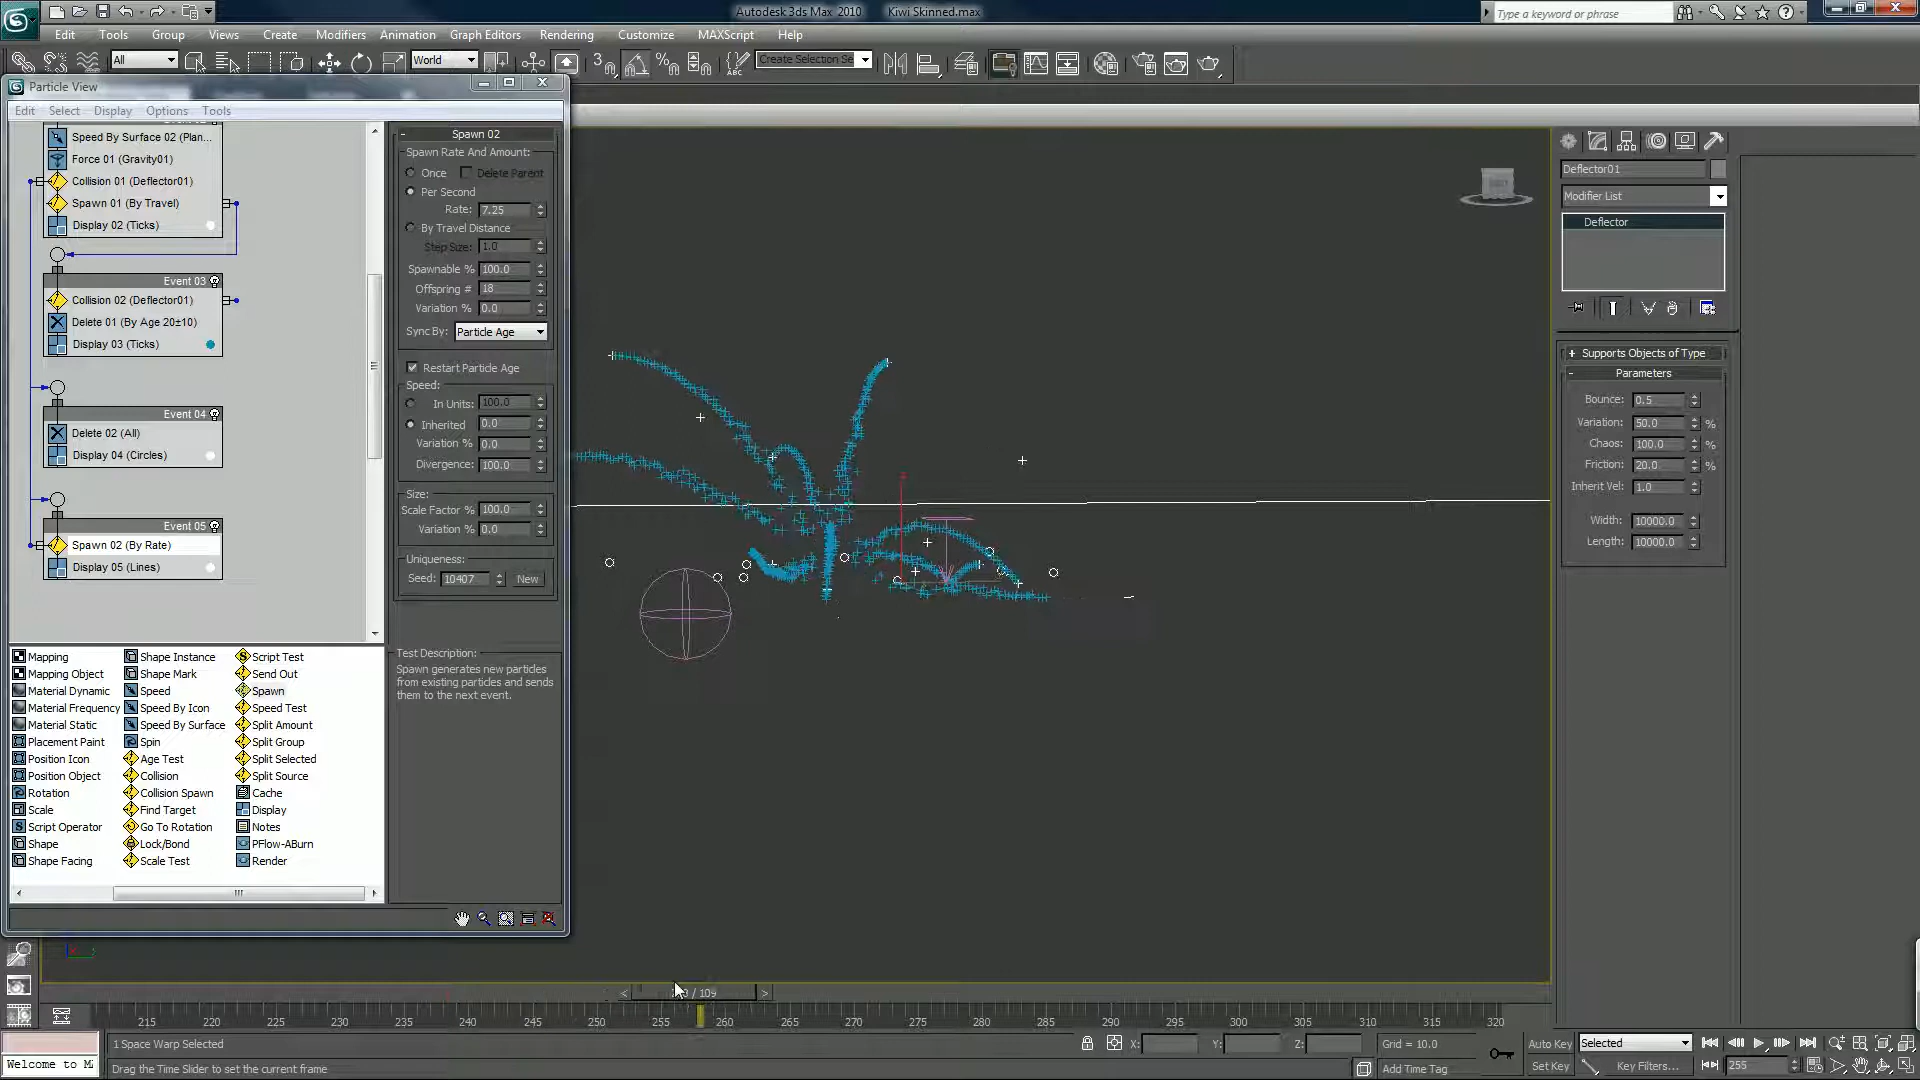 Autodesk 3ds Max 2010 Kiwi Skinned.max
Type a keyword or phrase
Edit Tools Group Views Create Modifiers Animation Graph Editors Rendering Customize MAXScript Help
All World Create Selection Se
Particle View
Edit Select Display Options Tools
Speed By Surface 02 (Plan...
Force 01 (Gravity01)
Collision 01 (Deflector01)
Spawn 01 (By Travel)
Display 02 (Ticks)
Event 03
Collision 02 (Deflector01)
Delete 01 (By Age 20±10)
Display 03 (Ticks)
Event 04
Delete 02 (All)
Display 04 (Circles)
Event 05
Spawn 02 (By Rate)
Display 05 (Lines)
Spawn 02
Spawn Rate And Amount:
Once Delete Parent
Per Second
Rate: 7.25
By Travel Distance
Step Size: 1.0
Spawnable % 100.0
Offspring # 18
Variation % 0.0
Sync By: Particle Age
Restart Particle Age
Speed:
In Units: 100.0
Inherited 0.0
Variation % 0.0
Divergence: 100.0
Size:
Scale Factor % 100.0
Variation % 0.0
Uniqueness:
Seed: 10407 New
Test Description:
Spawn generates new particles
from existing particles and sends
them to the next event.
Mapping Shape Instance Script Test
Mapping Object Shape Mark Send Out
Material Dynamic Speed Spawn
Material Frequency Speed By Icon Speed Test
Material Static Speed By Surface Split Amount
Placement Paint Spin Split Group
Position Icon Age Test Split Selected
Position Object Collision Split Source
Rotation Collision Spawn Cache
Scale Find Target Display
Script Operator Go To Rotation Notes
Shape Lock/Bond PFlow-ABurn
Shape Facing Scale Test Render
Deflector01
Modifier List
Deflector
+ Supports Objects of Type
- Parameters
Bounce: 0.5
Variation: 50.0 %
Chaos: 100.0 %
Friction: 20.0 %
Inherit Vel: 1.0
Width: 10000.0
Length: 10000.0
/ 109
215 220 225 230 235 240 245 250 255 260 265 270 275 280 285 290 295 300 305 310 315 320
1 Space Warp Selected X: Y: Z: Grid = 10.0 Auto Key Selected
Welcome to M Drag the Time Slider to set the current frame Add Time Tag Set Key Key Filters... 255